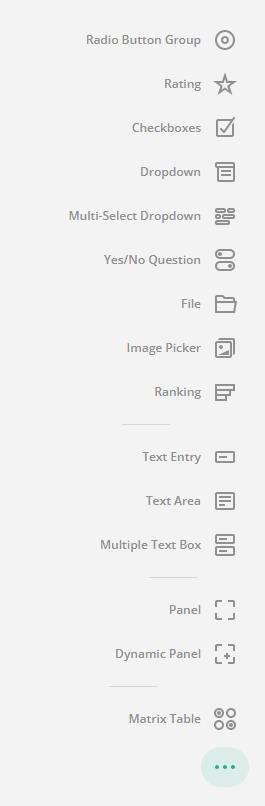 Radio Button Group
Rating
Checkboxes
Dropdown
Multi-Select Dropdown
Yes/No Question
File
Image Picker
Ranking
Text Entry
Text Area
Multiple Text Box
Panel
Dynamic Panel
Matrix Table